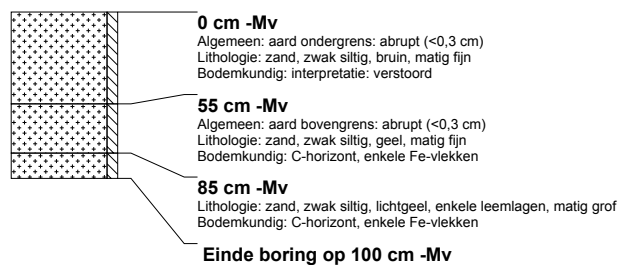 0 cm -Mv
Algemeen: aard ondergrens: abrupt (<0,3 cm)
Lithologie: zand, zwak siltig, bruin, matig fijn
Bodemkundig: interpretatie: verstoord
55 cm -Mv
Algemeen: aard bovengrens: abrupt (<0,3 cm)
Lithologie: zand, zwak siltig, geel, matig fijn
Bodemkundig: C-horizont, enkele Fe-vlekken
85 cm -Mv
Lithologie: zand, zwak siltig, lichtgeel, enkele leemlagen, matig grof
Bodemkundig: C-horizont, enkele Fe-vlekken
Einde boring op 100 cm -Mv